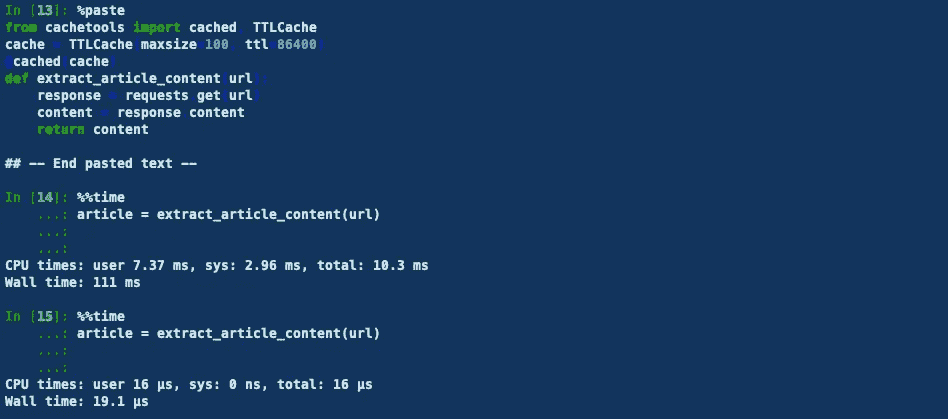 In [13]: %paste
from cachetools import cached, TTLCache
cache = TTLCache(maxsize=100, ttl=86400)
@cached(cache)
def extract_article_content(url):
    response = requests.get(url)
    content = response.content
    return content

## -- End pasted text --

In [14]: %%time
    ...: article = extract_article_content(url)
    ...:
    ...:
CPU times: user 7.37 ms, sys: 2.96 ms, total: 10.3 ms
Wall time: 111 ms

In [15]: %%time
    ...: article = extract_article_content(url)
    ...:
    ...:
CPU times: user 16 µs, sys: 0 ns, total: 16 µs
Wall time: 19.1 µs